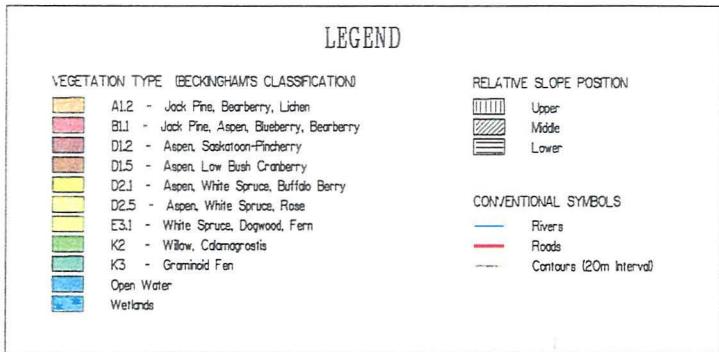 LEGEND
VEGETATION TYPE (BECKINGHAM'S CLASSIFICATION)
A1.2 - Jack Pine, Bearberry, Lichen
B1.1 - Jack Pine, Aspen, Blueberry, Bearberry
D1.2 - Aspen, Saskatoon-Pincherry
D1.5 - Aspen, Low Bush Cranberry
D2.1 - Aspen, White Spruce, Buffalo Berry
D2.5 - Aspen, White Spruce, Rose
E3.1 - White Spruce, Dogwood, Fern
K2 - Willow, Calamagrostis
K3 - Graminoid Fen
Open Water
Wetlands
RELATIVE SLOPE POSITION
Upper
Middle
Lower
CONVENTIONAL SYMBOLS
Rivers
Roads
Contours (20m Interval)